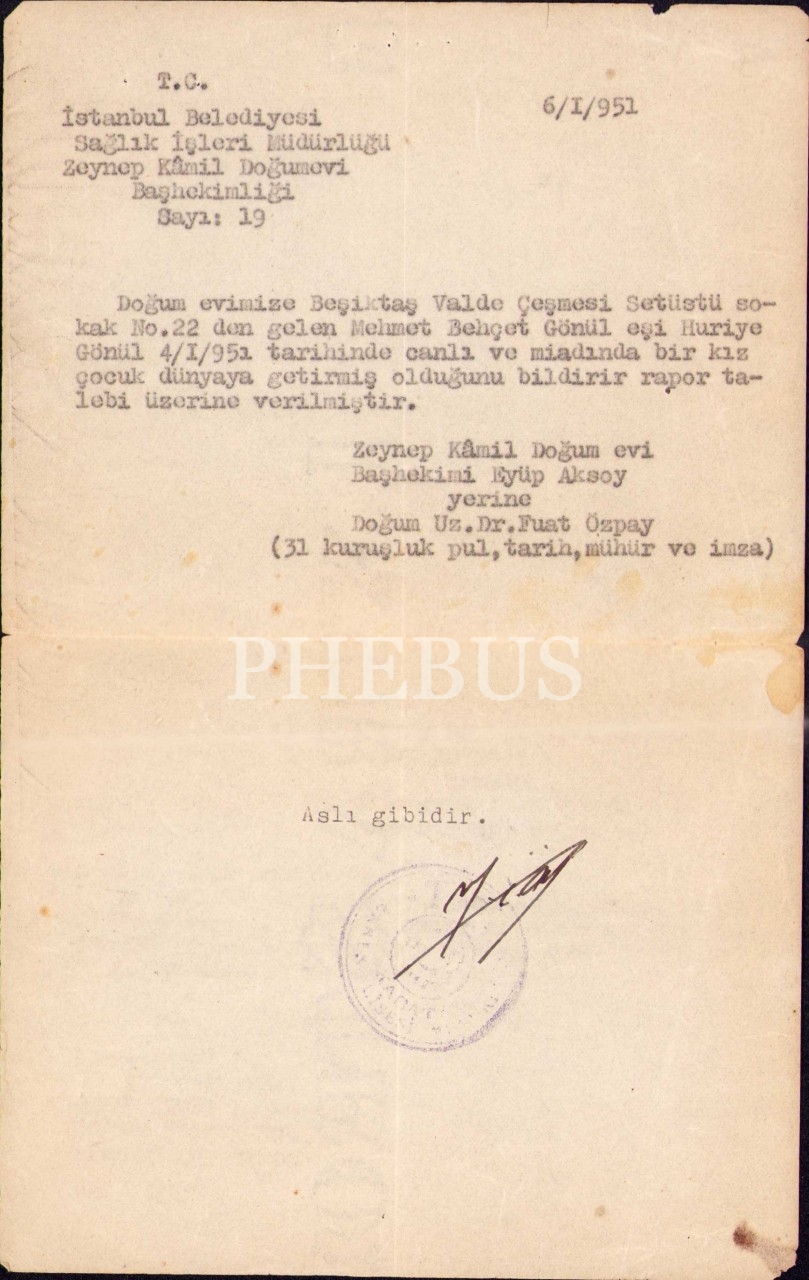 T.C.
İstanbul Belediyesi
6/I/951
Sağlık İşleri Müdürlüğü
Zeynep Kâmil Doğumevi
Başhekimliği
Sayı: 19
Doğum evimize Beşiktaş Valde Çeşmesi Setüstü so-
kak No.22 den gelen Mehmet Behçet Gönül eşi Huriye
Gönül 4/I/951 tarihinde canlı ve miadında bir kız
çocuk dünyaya getirmiş olduğunu bildirir rapor ta-
lebi üzerine verilmiştir.
Zeynep Kâmil Doğum evi
Başhekimi Eyüp Aksoy
yerine
Doğum Uz.Dr.Fuat Özpay
(31 kuruşluk pul,tarih,mühür ve imza)
PHEBUS
Aslı gibidir.